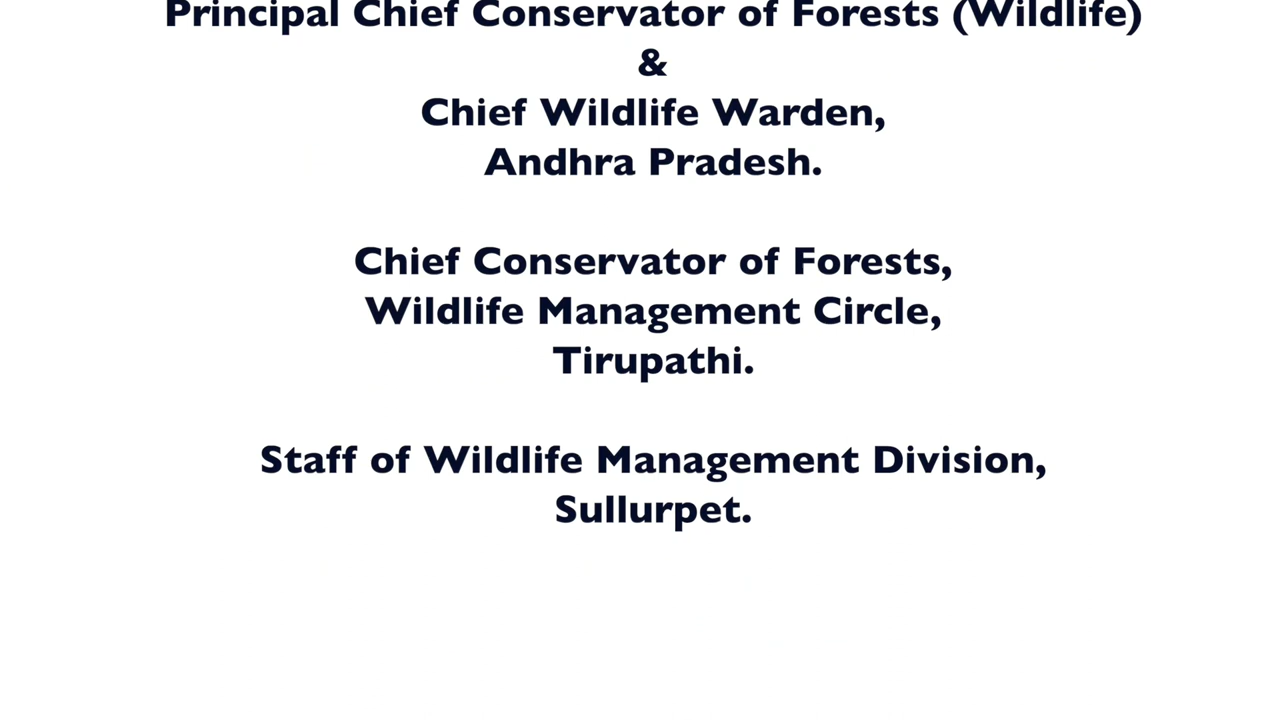 Principal Chief Conservator of Forests (Wildlife)
&
Chief Wildlife Warden,
Andhra Pradesh.
Chief Conservator of Forests,
Wildlife Management Circle,
Tirupathi.
Staff of Wildlife Management Division,
Sullurpet.